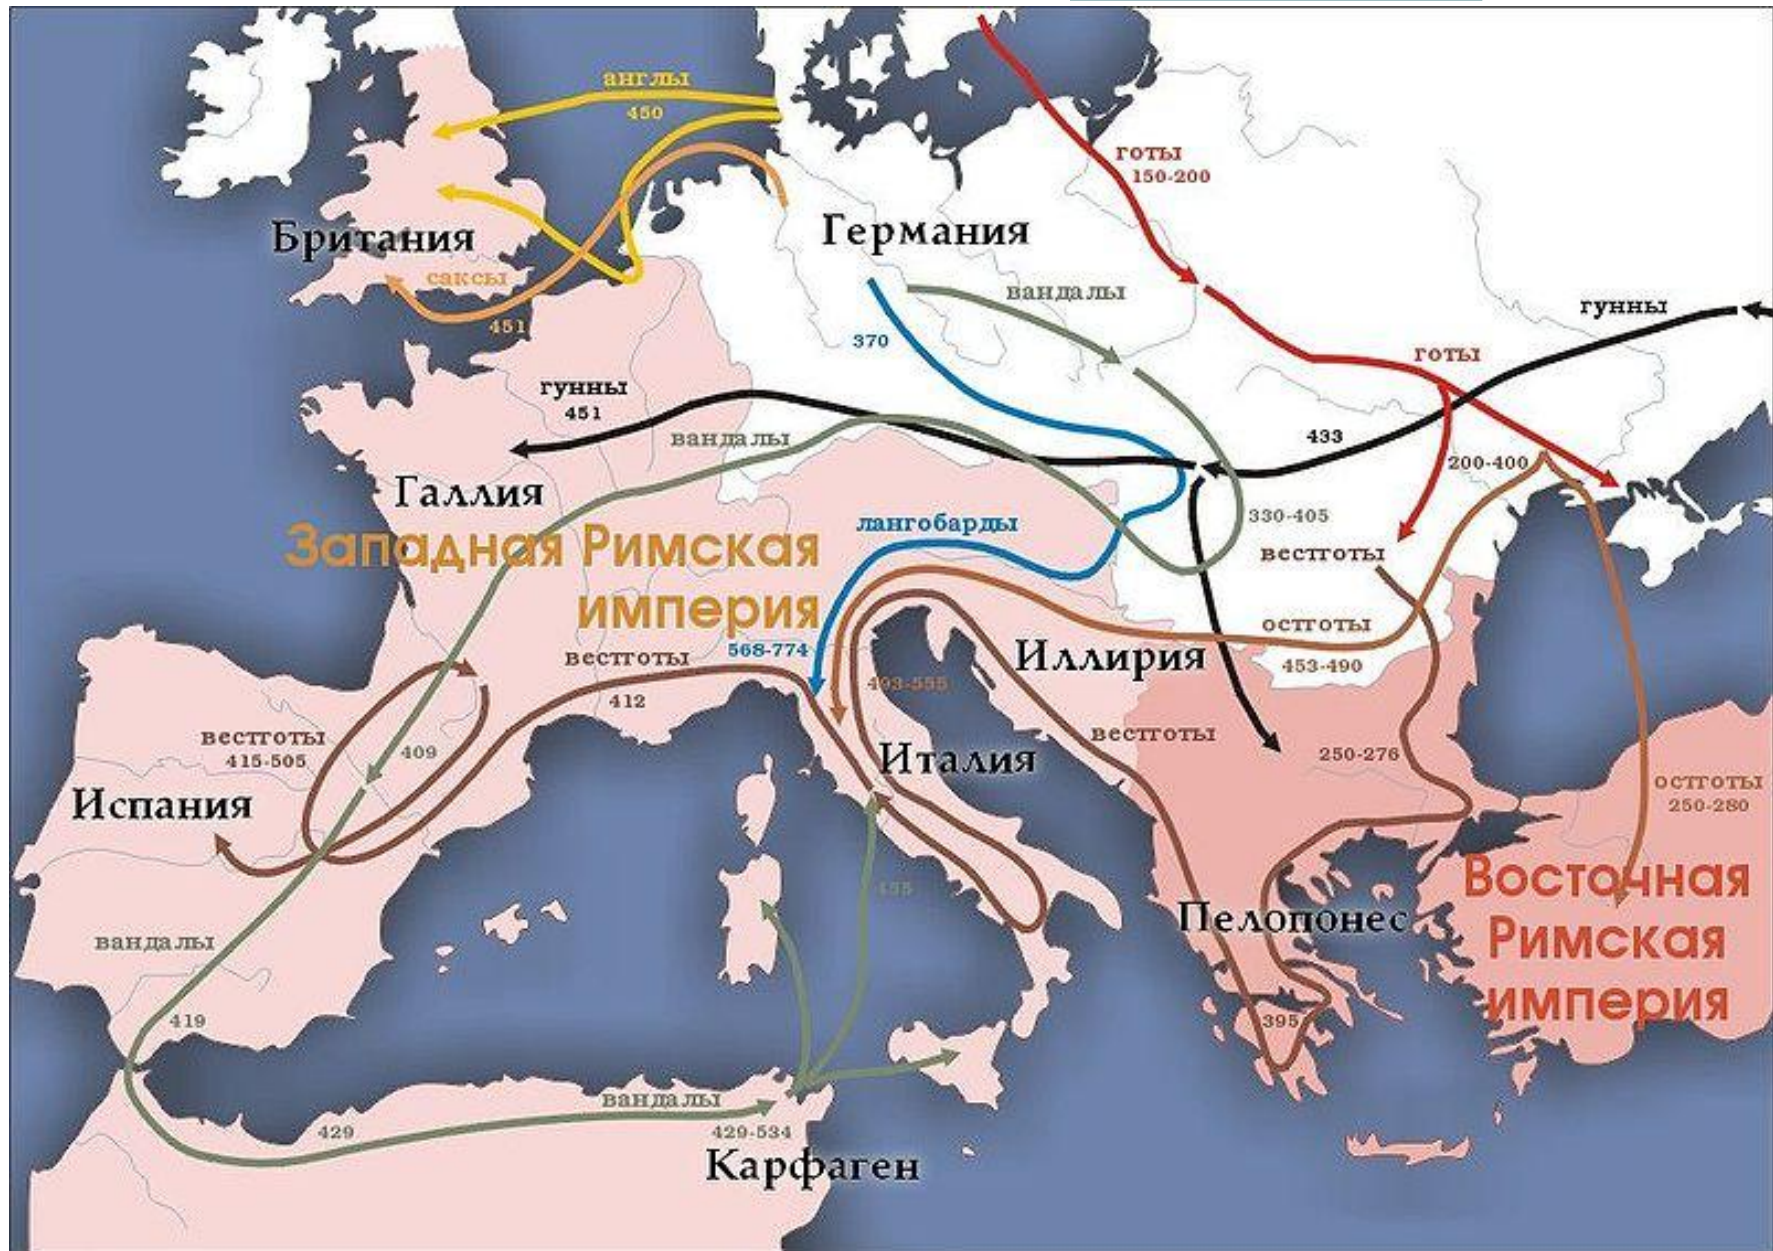 англы
450
готы
150-200
Британия
Германия
саксы
451
вандалы
гунны
370
готы
гунны
451
вандалы
433
200-400
Галлия
330-405
лангобарды
вестготы
Западная Римская
империя
остготы
453-490
568-774
вестготы
412
Иллирия
493-555
вестготы
415-505
409
вестготы
250-276
Италия
остготы
250-280
Испания
455
Восточная
Римская
империя
Пелопонес
вандалы
419
395
вандалы
429
429-534
Карфаген